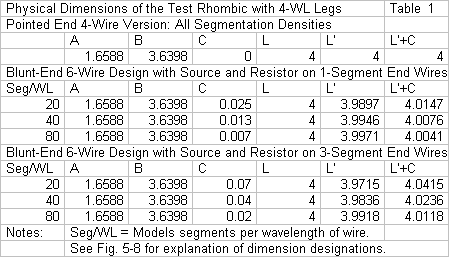 Physical Dimensions of the Test Rhombic with 4-WL Legs Table 1
Pointed End 4-Wire Version: All Segmentation Densities
A B C L L' L'+C
1.6588 3.6398 0 4 4 4
Blunt-End 6-Wire Design with Source and Resistor on 1-Segment End Wires
Seg/WL A B C L L' L'+C
20 1.6588 3.6398 0.025 4 3.9897 4.0147
40 1.6588 3.6398 0.013 4 3.9946 4.0076
80 1.6588 3.6398 0.007 4 3.9971 4.0041
Blunt-End 6-Wire Design with Source and Resistor on 3-Segment End Wires
Seg/WL A B C L L' L'+C
20 1.6588 3.6398 0.07 4 3.9715 4.0415
40 1.6588 3.6398 0.04 4 3.9836 4.0236
80 1.6588 3.6398 0.02 4 3.9918 4.0118
Notes: Seg/WL = Models segments per wavelength of wire.
See Fig. 5-8 for explanation of dimension designations.